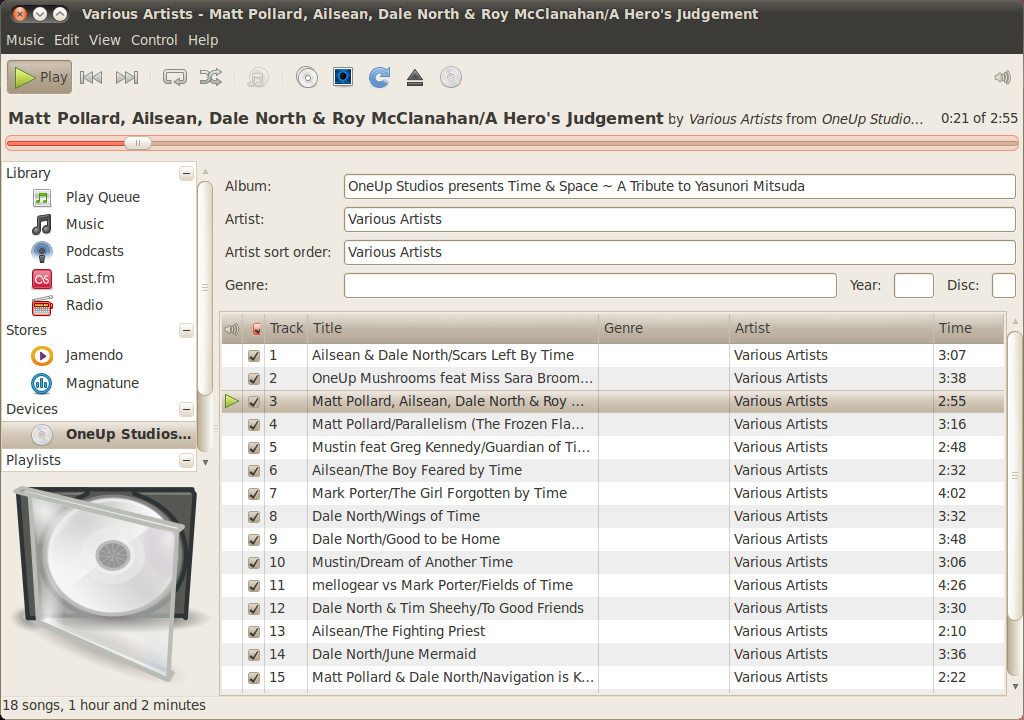 Various Artists - Matt Pollard, Ailsean, Dale North & Roy McClanahan/A Hero's Judgement
Music Edit View Control Help
Play
Matt Pollard, Ailsean, Dale North & Roy McClanahan/A Hero's Judgement by Various Artists from OneUp Studio... 0:21 of 2:55
Library
Play Queue
Music
Podcasts
Last.fm
Radio
Stores
Jamendo
Magnatune
Devices
OneUp Studios...
Playlists
Album: OneUp Studios presents Time & Space ~ A Tribute to Yasunori Mitsuda
Artist: Various Artists
Artist sort order: Various Artists
Genre: Year: Disc:
Track Title Genre Artist Time
1 Ailsean & Dale North/Scars Left By Time Various Artists 3:07
2 OneUp Mushrooms feat Miss Sara Broom... Various Artists 3:38
3 Matt Pollard, Ailsean, Dale North & Roy ... Various Artists 2:55
4 Matt Pollard/Parallelism (The Frozen Fla... Various Artists 3:16
5 Mustin feat Greg Kennedy/Guardian of Ti... Various Artists 2:48
6 Ailsean/The Boy Feared by Time Various Artists 2:32
7 Mark Porter/The Girl Forgotten by Time Various Artists 4:02
8 Dale North/Wings of Time Various Artists 3:32
9 Dale North/Good to be Home Various Artists 3:48
10 Mustin/Dream of Another Time Various Artists 3:06
11 mellogear vs Mark Porter/Fields of Time Various Artists 4:26
12 Dale North & Tim Sheehy/To Good Friends Various Artists 3:30
13 Ailsean/The Fighting Priest Various Artists 2:10
14 Dale North/June Mermaid Various Artists 3:36
15 Matt Pollard & Dale North/Navigation is K... Various Artists 2:22
18 songs, 1 hour and 2 minutes